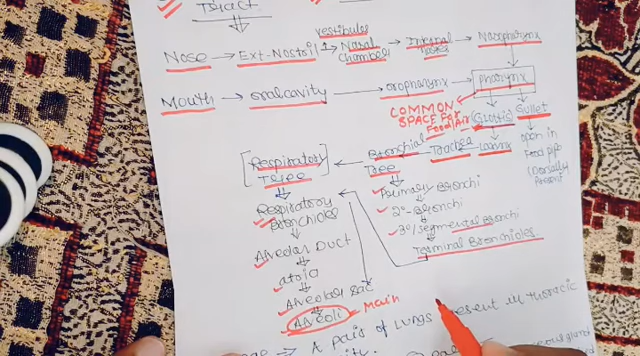 Tract
vestibule
Nose → Ext-Nostril → Nasal Chamber → Internal nares → Nasopharynx
Mouth → oral cavity → oropharynx → pharynx
COMMON SPACE FOR Food/Air
(Glottis) Gullet
[Respiratory Tree] ← Bronchial Tree ← Trachea ← Larynx
open in Food pipe (Dorsally Present)
Primary Bronchi
2° Bronchi
3°/segmental Bronchi
Terminal Bronchioles
Respiratory Bronchioles
Alveolar Duct
atria
Alveolar sac
Alveoli - Main
→ A pair of lungs present in thoracic